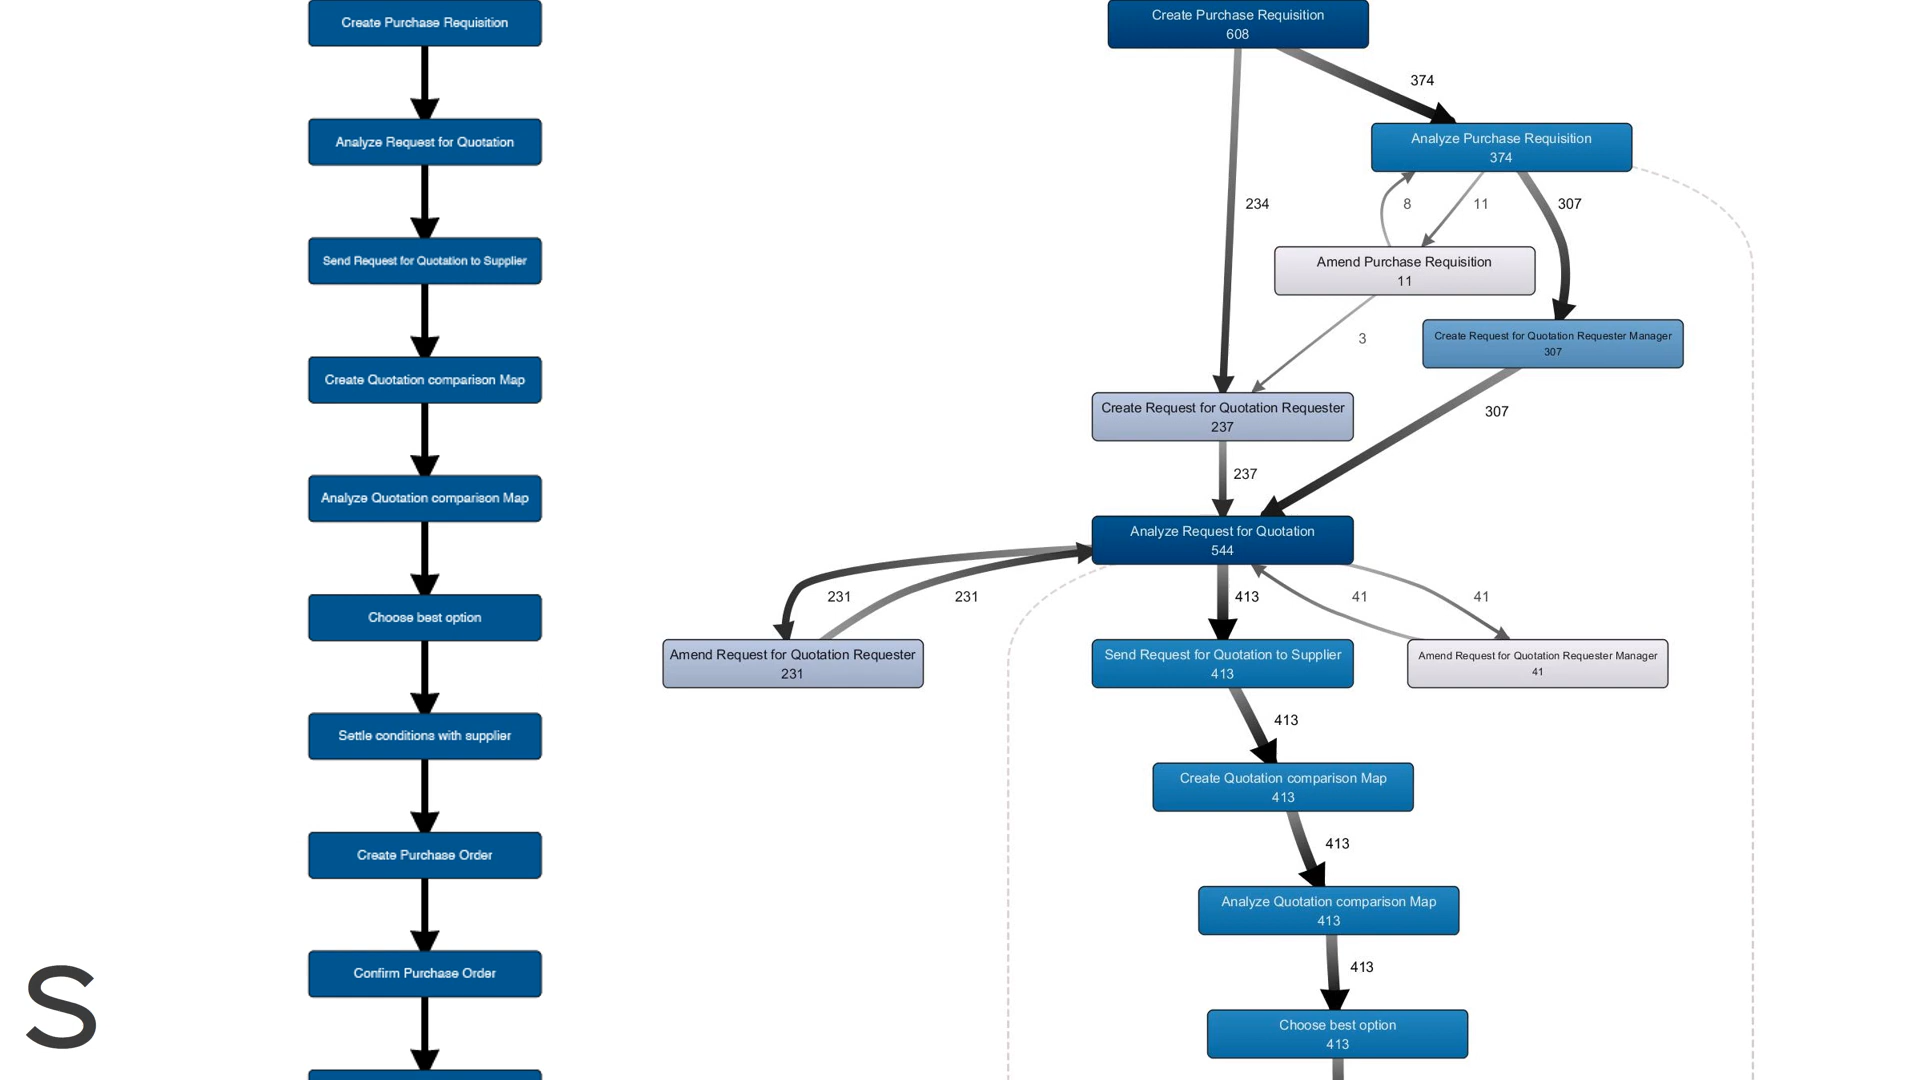 Create Purchase Requisition
Analyze Request for Quotation
Send Request for Quotation to Supplier
Create Quotation comparison Map
Analyze Quotation comparison Map
Choose best option
Settle conditions with supplier
Create Purchase Order
Confirm Purchase Order
S
Create Purchase Requisition
608
374
Analyze Purchase Requisition
374
234
8
11
307
Amend Purchase Requisition
11
3
Create Request for Quotation Requester Manager
307
Create Request for Quotation Requester
237
307
237
Analyze Request for Quotation
544
231
231
413
41
41
Amend Request for Quotation Requester
231
Send Request for Quotation to Supplier
413
Amend Request for Quotation Requester Manager
41
413
Create Quotation comparison Map
413
413
Analyze Quotation comparison Map
413
413
Choose best option
413